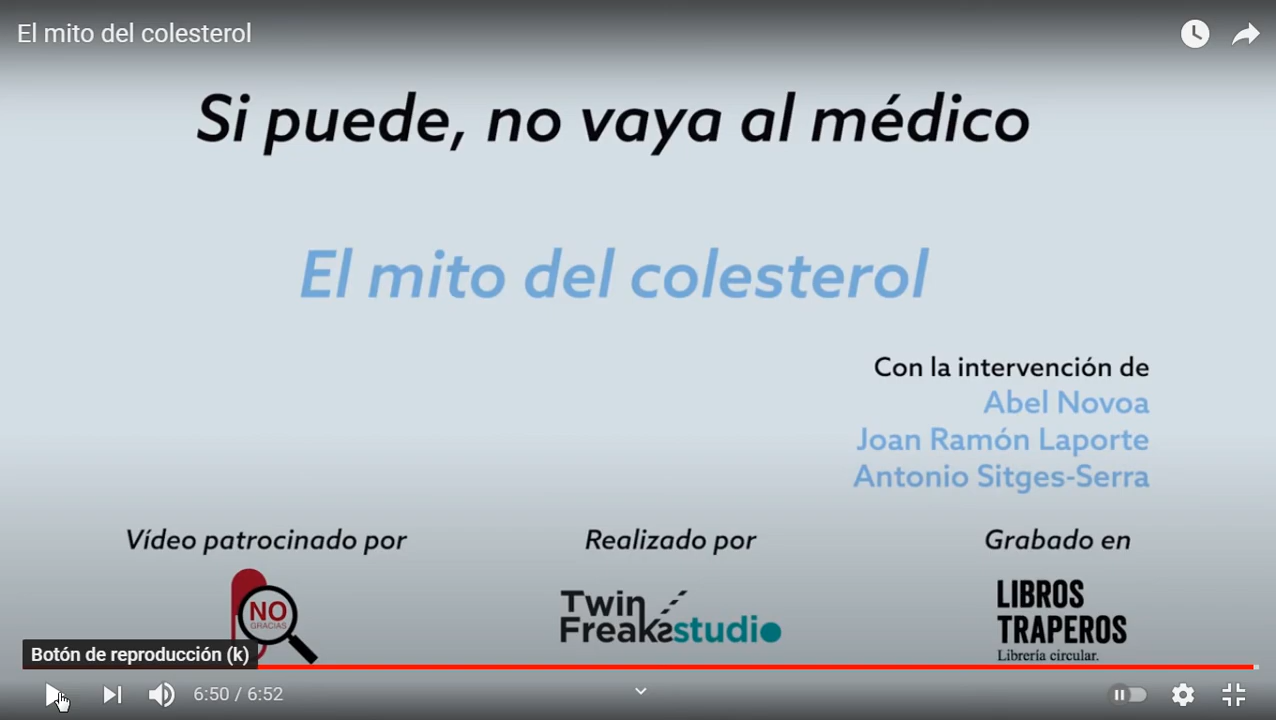 El mito del colesterol
Si puede, no vaya al médico
El mito del colesterol
Con la intervención de
Abel Novoa
Joan Ramón Laporte
Antonio Sitges-Serra
Vídeo patrocinado por
NO
GRACIAS
Realizado por
Twin
Freaksstudio
Grabado en
LIBROS
TRAPEROS
Librería circular.
Botón de reproducción (k)
6:50 / 6:52